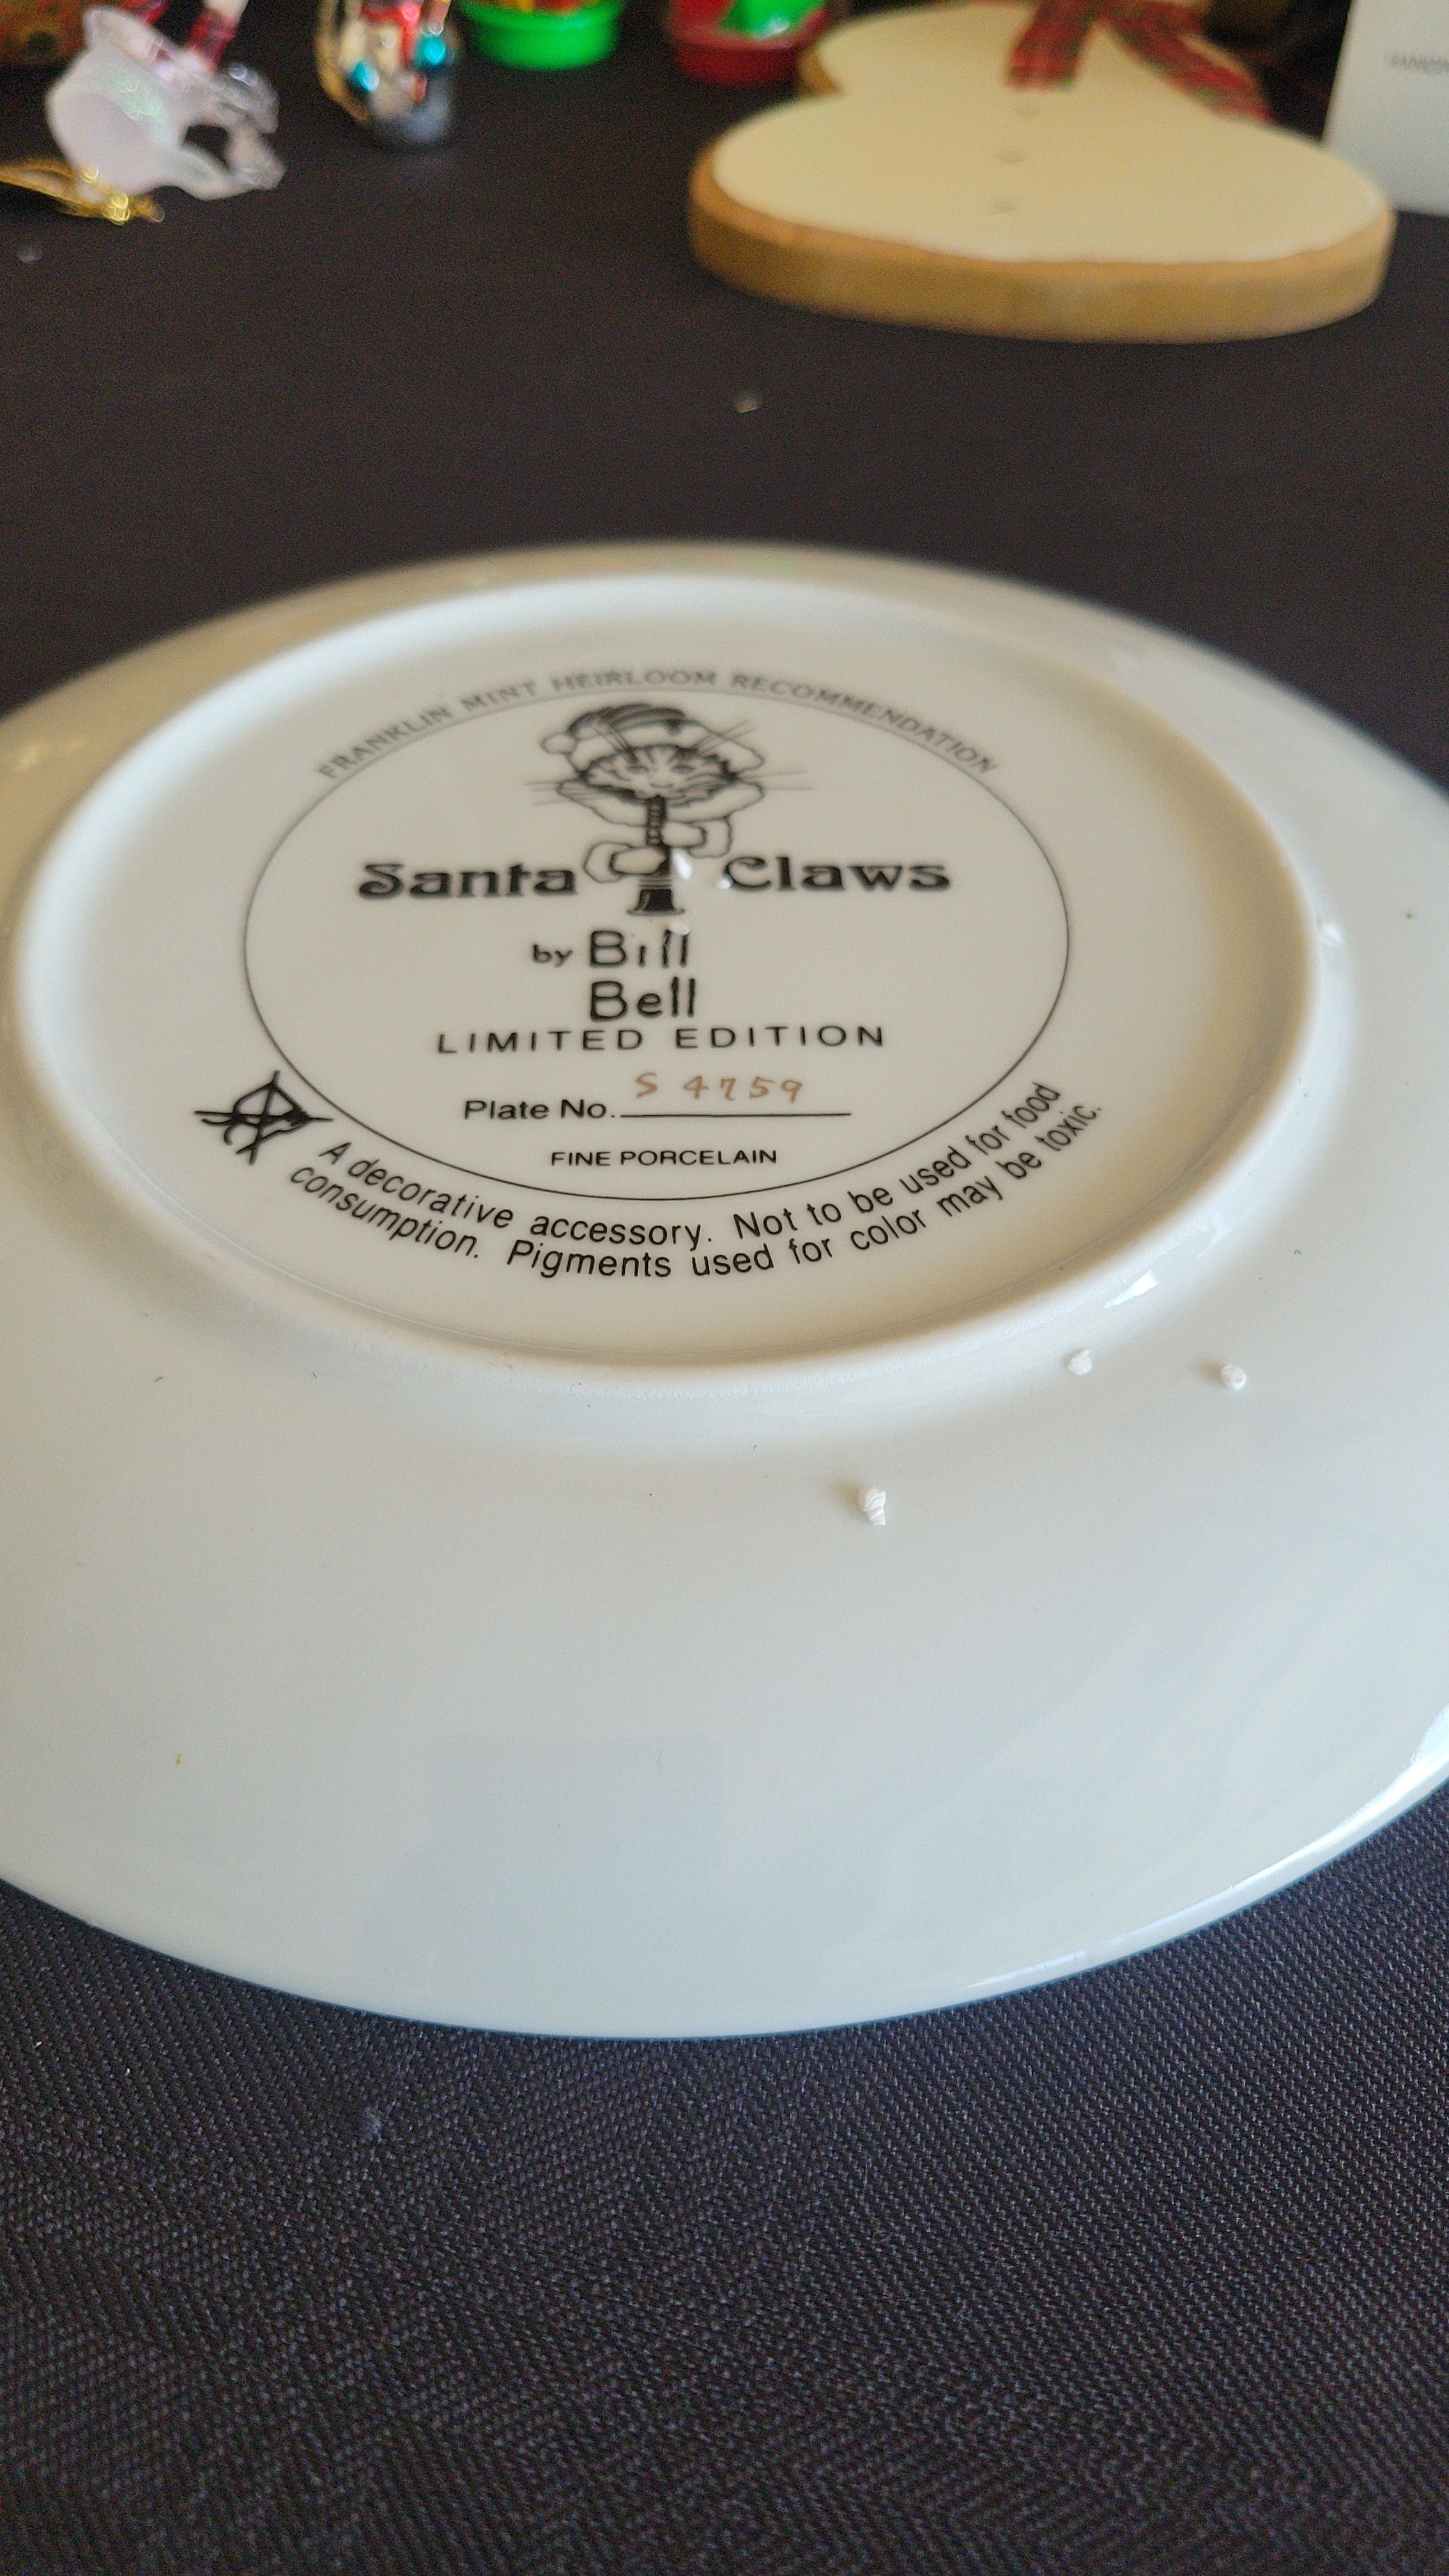 FRANKLIN MINT HEIRLOOM RECOMMENDATION
Santa Claws
by Bill
Bell
LIMITED EDITION
Plate No. S 4759
FINE PORCELAIN
A decorative accessory. Not to be used for food
consumption. Pigments used for color may be toxic.